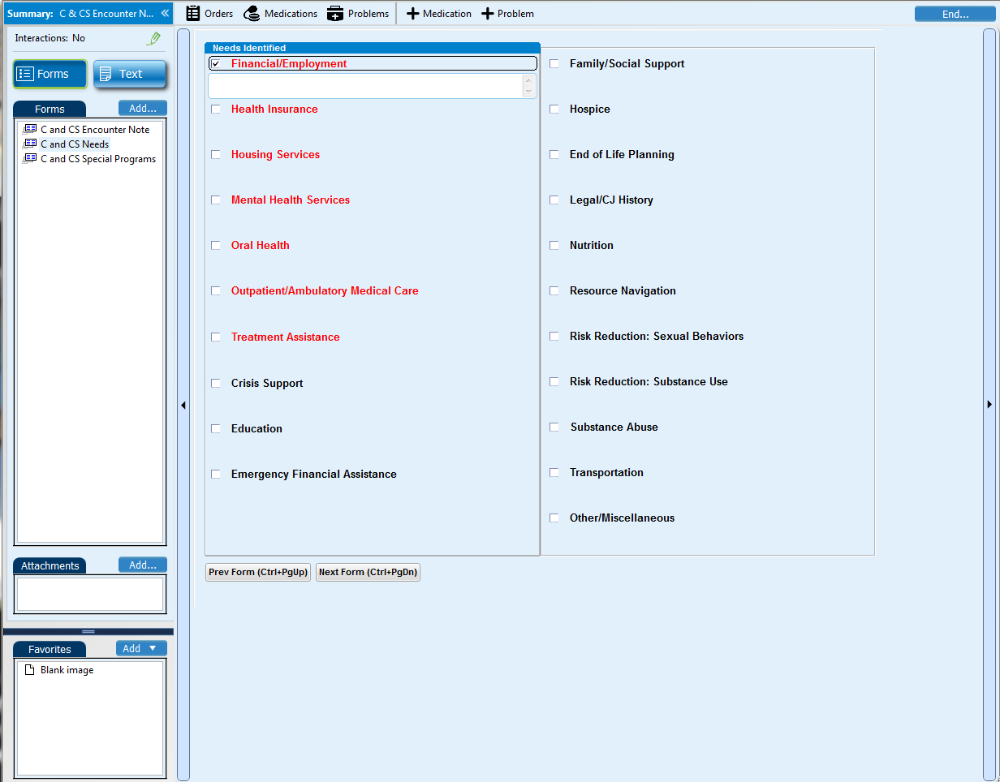 Summary: C & CS Encounter N... «
Orders Medications Problems Medication Problem End...
Interactions: No
Forms Text
Forms Add...
C and CS Encounter Note
C and CS Needs
C and CS Special Programs
Attachments Add...
Favorites Add
Blank image
Needs Identified
Financial/Employment
Health Insurance
Housing Services
Mental Health Services
Oral Health
Outpatient/Ambulatory Medical Care
Treatment Assistance
Crisis Support
Education
Emergency Financial Assistance
Family/Social Support
Hospice
End of Life Planning
Legal/CJ History
Nutrition
Resource Navigation
Risk Reduction: Sexual Behaviors
Risk Reduction: Substance Use
Substance Abuse
Transportation
Other/Miscellaneous
Prev Form (Ctrl+PgUp) Next Form (Ctrl+PgDn)